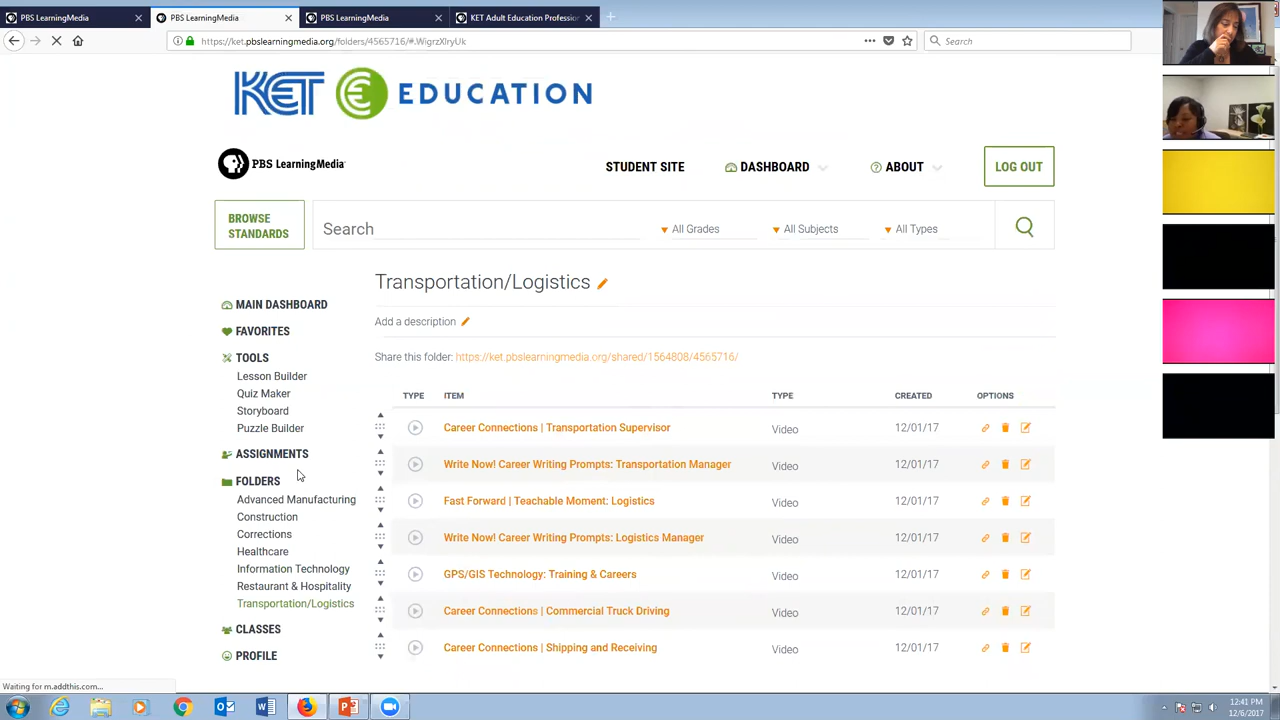 PBS LearningMedia
PBS LearningMedia
PBS LearningMedia
KET Adult Education Professio
https://ket.pbslearningmedia.org/folders/4565716/#.WigrzXlryUk
Search
KET EDUCATION
PBS LearningMedia
STUDENT SITE
DASHBOARD
ABOUT
LOG OUT
BROWSE
STANDARDS
Search
All Grades
All Subjects
All Types
Transportation/Logistics
Add a description
Share this folder: https://ket.pbslearningmedia.org/shared/1564808/4565716/
MAIN DASHBOARD
FAVORITES
TOOLS
Lesson Builder
Quiz Maker
Storyboard
Puzzle Builder
ASSIGNMENTS
FOLDERS
Advanced Manufacturing
Construction
Corrections
Healthcare
Information Technology
Restaurant & Hospitality
Transportation/Logistics
CLASSES
PROFILE
TYPE ITEM TYPE CREATED OPTIONS
Career Connections | Transportation Supervisor Video 12/01/17
Write Now! Career Writing Prompts: Transportation Manager Video 12/01/17
Fast Forward | Teachable Moment: Logistics Video 12/01/17
Write Now! Career Writing Prompts: Logistics Manager Video 12/01/17
GPS/GIS Technology: Training & Careers Video 12/01/17
Career Connections | Commercial Truck Driving Video 12/01/17
Career Connections | Shipping and Receiving Video 12/01/17
Waiting for m.addthis.com...
12:41 PM
12/6/2017